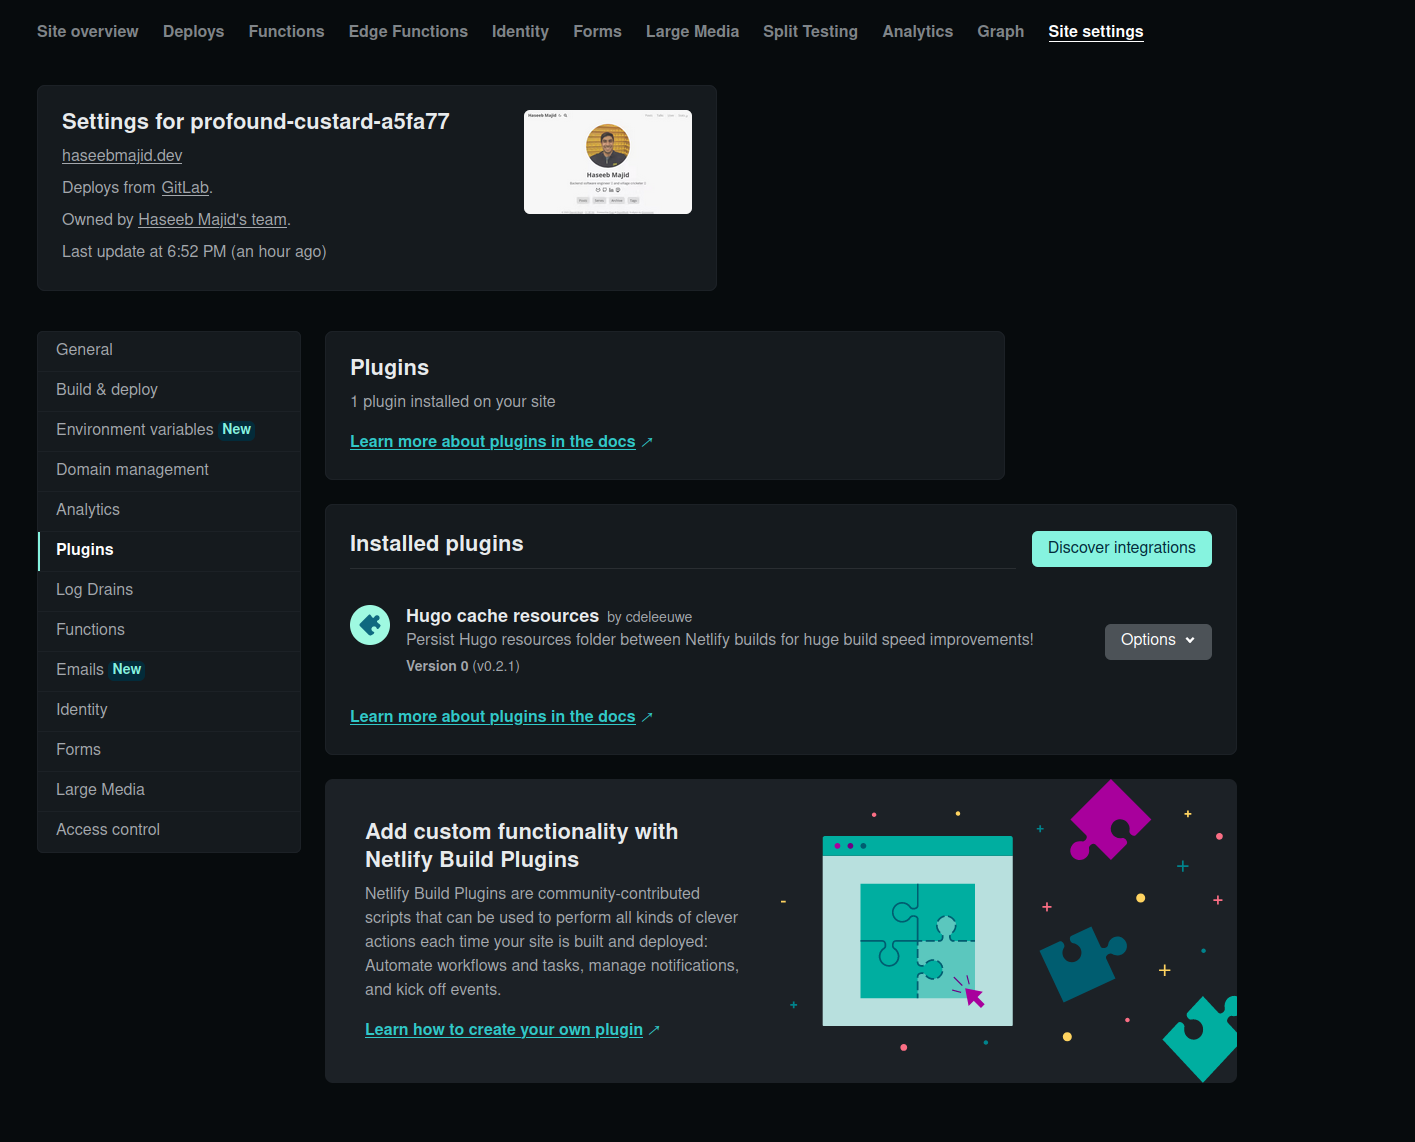 Site overview Deploys Functions Edge Functions Identity Forms Large Media Split Testing Analytics Graph Site settings
Settings for profound-custard-a5fa77
haseebmajid.dev
Deploys from GitLab.
Owned by Haseeb Majid's team.
Last update at 6:52 PM (an hour ago)
Haseeb Majid
Haseeb Majid
General
Build & deploy
Environment variables New
Domain management
Analytics
Plugins
Log Drains
Functions
Emails New
Identity
Forms
Large Media
Access control
Plugins
1 plugin installed on your site
Learn more about plugins in the docs ↗
Installed plugins
Discover integrations
Hugo cache resources by cdeleeuwe
Persist Hugo resources folder between Netlify builds for huge build speed improvements!
Version 0 (v0.2.1)
Options
Learn more about plugins in the docs ↗
Add custom functionality with
Netlify Build Plugins
Netlify Build Plugins are community-contributed
scripts that can be used to perform all kinds of clever
actions each time your site is built and deployed:
Automate workflows and tasks, manage notifications,
and kick off events.
Learn how to create your own plugin ↗